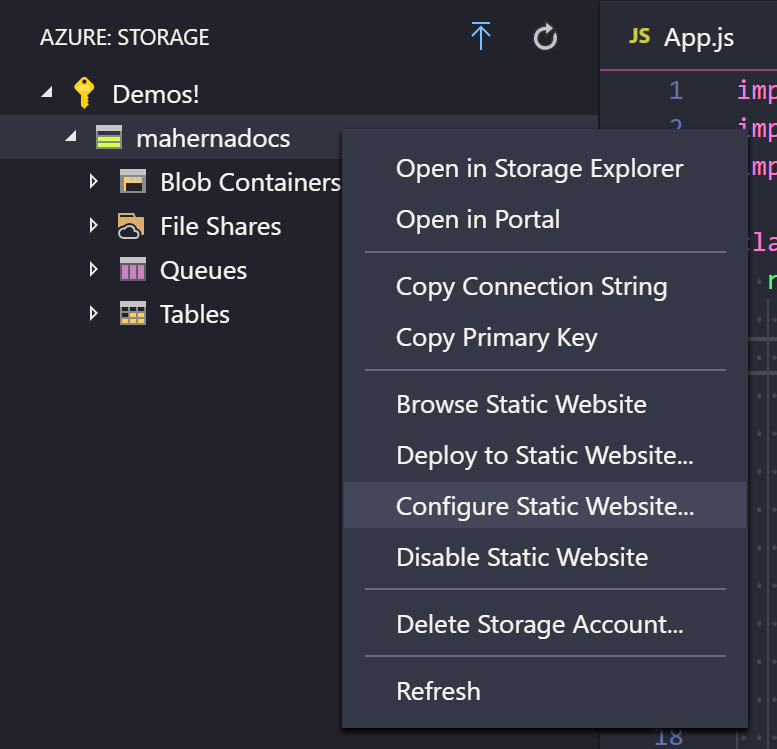 AZURE: STORAGE
JS App.js
Demos!
mahernadocs
Blob Containers
File Shares
Queues
Tables
Open in Storage Explorer
Open in Portal
Copy Connection String
Copy Primary Key
Browse Static Website
Deploy to Static Website...
Configure Static Website...
Disable Static Website
Delete Storage Account...
Refresh
1 imp
2 imp
imp
cla
r
18